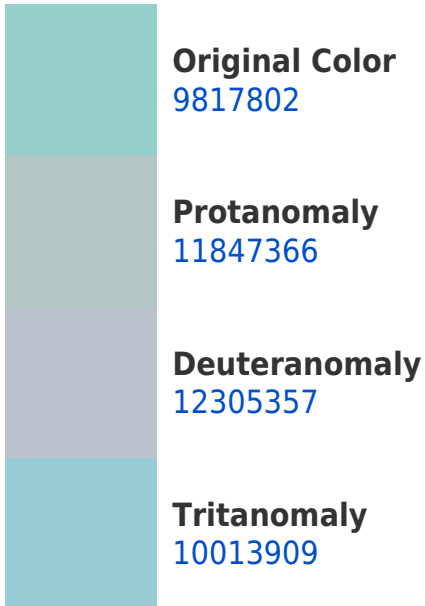 Original Color
9817802
Protanomaly
11847366
Deuteranomaly
12305357
Tritanomaly
10013909